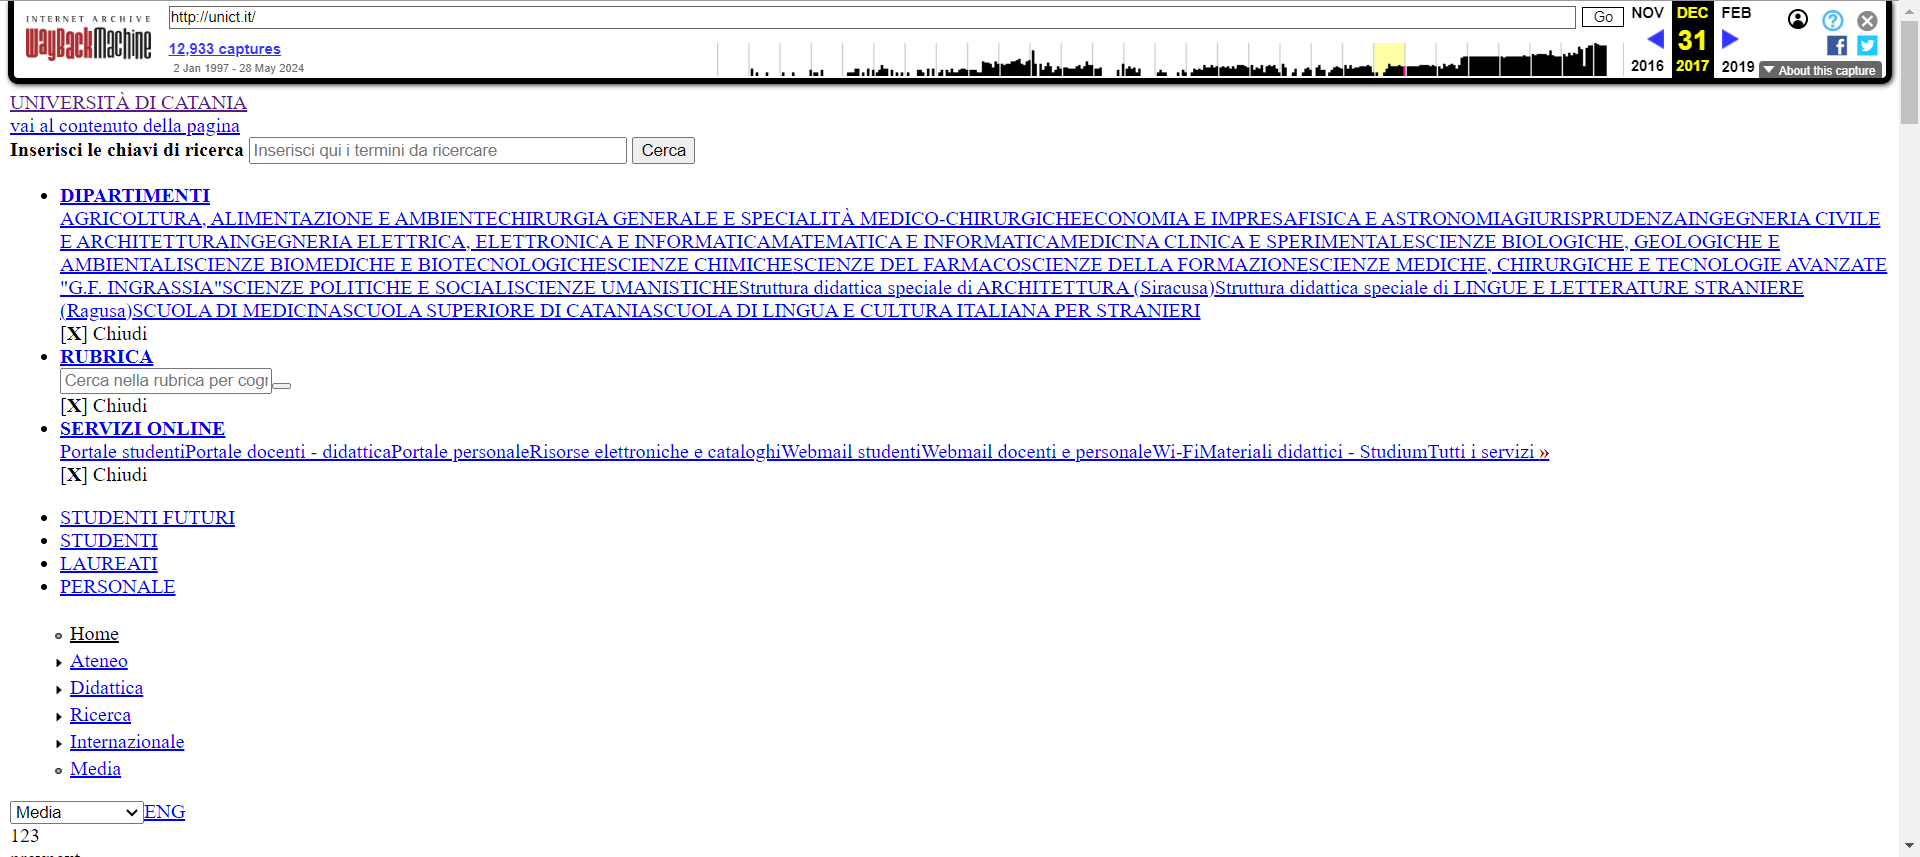 INTERNET ARCHIVE
WayBackMachine
http://unict.it/
Go
12,933 captures
2 Jan 1997 - 28 May 2024
NOV DEC FEB
31
2016 2017 2019
About this capture
UNIVERSITÀ DI CATANIA
vai al contenuto della pagina
Inserisci le chiavi di ricerca Inserisci qui i termini da ricercare Cerca
DIPARTIMENTI
AGRICOLTURA, ALIMENTAZIONE E AMBIENTECHIRURGIA GENERALE E SPECIALITÀ MEDICO-CHIRURGICHEECONOMIA E IMPRESAFISICA E ASTRONOMIAGIURISPRUDENZAINGEGNERIA CIVILE
E ARCHITETTURAINGEGNERIA ELETTRICA, ELETTRONICA E INFORMATICAMATEMATICA E INFORMATICAMEDICINA CLINICA E SPERIMENTALESCIENZE BIOLOGICHE, GEOLOGICHE E
AMBIENTALISCIENZE BIOMEDICHE E BIOTECNOLOGICHESCIENZE CHIMICHESCIENZE DEL FARMACOSCIENZE DELLA FORMAZIONESCIENZE MEDICHE, CHIRURGICHE E TECNOLOGIE AVANZATE
"G.F. INGRASSIA"SCIENZE POLITICHE E SOCIALISCIENZE UMANISTICHEStruttura didattica speciale di ARCHITETTURA (Siracusa)Struttura didattica speciale di LINGUE E LETTERATURE STRANIERE
(Ragusa)SCUOLA DI MEDICINASCUOLA SUPERIORE DI CATANIASCUOLA DI LINGUA E CULTURA ITALIANA PER STRANIERI
[X] Chiudi
RUBRICA
Cerca nella rubrica per cogn
[X] Chiudi
SERVIZI ONLINE
Portale studentiPortale docenti - didatticaPortale personaleRisorse elettroniche e cataloghiWebmail studentiWebmail docenti e personaleWi-FiMateriali didattici - StudiumTutti i servizi »
[X] Chiudi
STUDENTI FUTURI
STUDENTI
LAUREATI
PERSONALE
Home
Ateneo
Didattica
Ricerca
Internazionale
Media
Media ENG
123